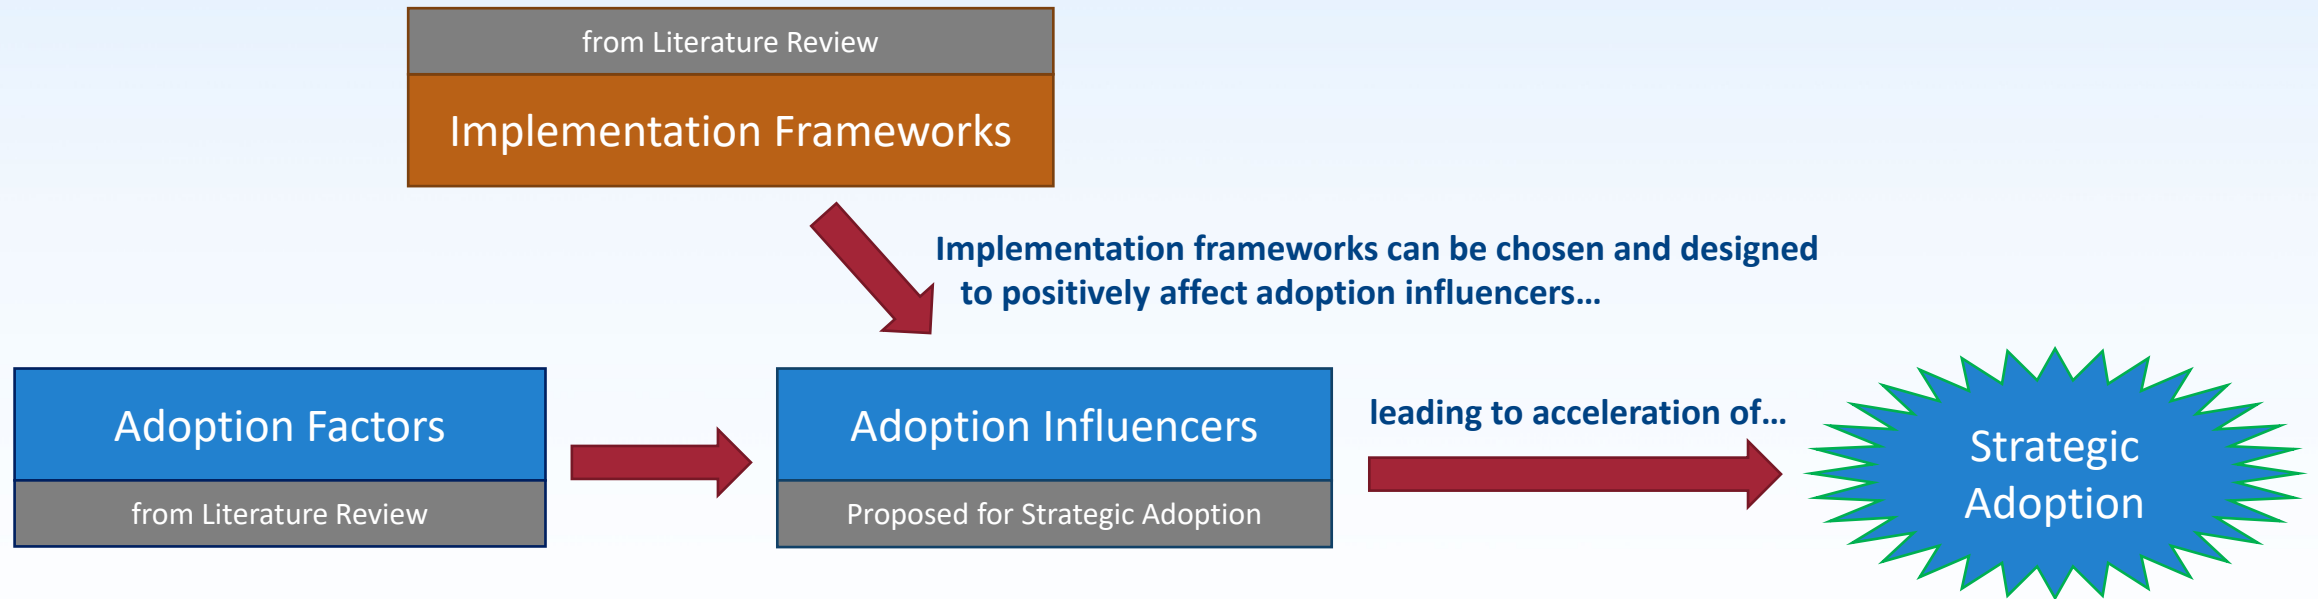 from Literature Review
Implementation Frameworks
Implementation frameworks can be chosen and designed
to positively affect adoption influencers…
Adoption Factors
from Literature Review
Adoption Influencers
Proposed for Strategic Adoption
leading to acceleration of…
Strategic
Adoption